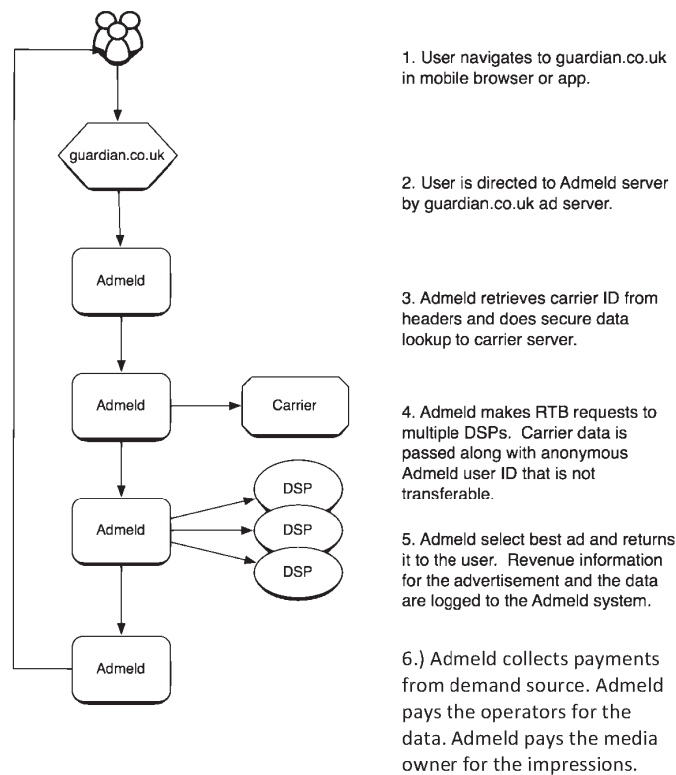 guardian.co.uk
Admeld
Admeld
Carrier
Admeld
DSP
DSP
DSP
Admeld
1. User navigates to guardian.co.uk
in mobile browser or app.
2. User is directed to Admeld server
by guardian.co.uk ad server.
3. Admeld retrieves carrier ID from
headers and does secure data
lookup to carrier server.
4. Admeld makes RTB requests to
multiple DSPs.  Carrier data is
passed along with anonymous
Admeld user ID that is not
transferable.
5. Admeld select best ad and returns
it to the user.  Revenue information
for the advertisement and the data
are logged to the Admeld system.
6.) Admeld collects payments
from demand source. Admeld
pays the operators for the
data. Admeld pays the media
owner for the impressions.